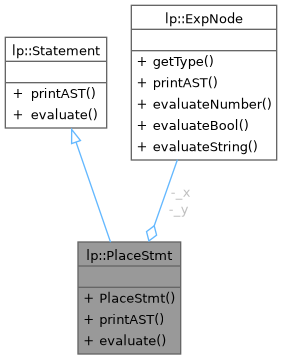 lp::ExpNode
+ getType()
+ printAST()
+ evaluateNumber()
+ evaluateBool()
+ evaluateString()
lp::Statement
+ printAST()
+ evaluate()
-_x
-_y
lp::PlaceStmt
+ PlaceStmt()
+ printAST()
+ evaluate()